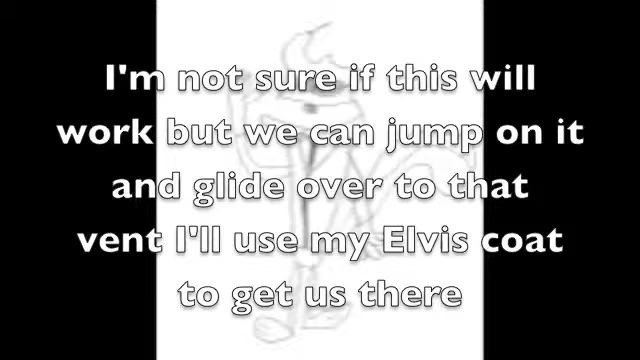 I'm not sure if this will
work but we can jump on it
and glide over to that
vent I'll use my Elvis coat
to get us there